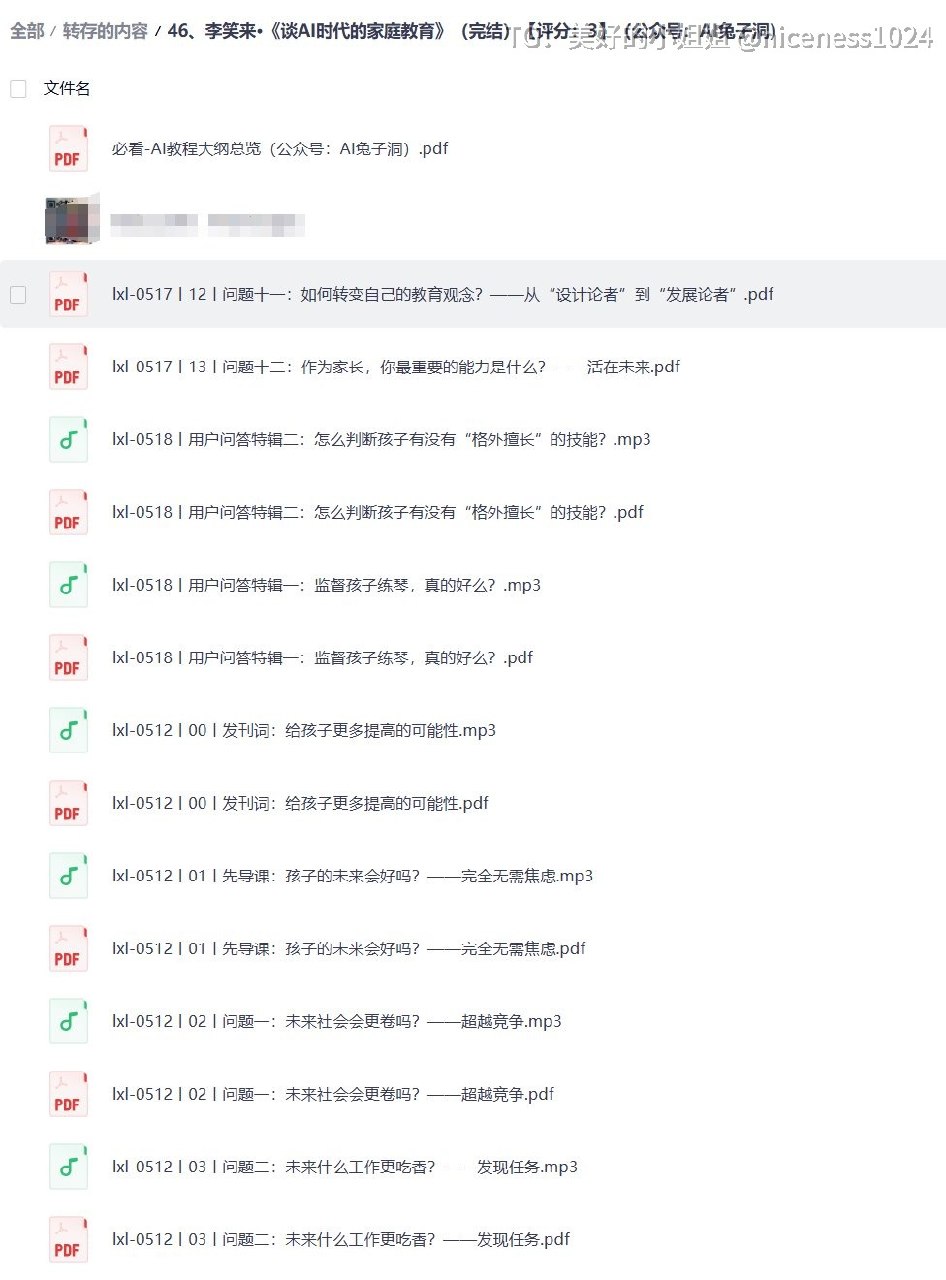 全部 / 转存的内容 / 46、李笑来·《谈AI时代的家庭教育》（完结）【评分：3】（公众号：AI兔子洞）
TG：美好的小姐姐 @niceness1024
文件名
PDF 必看-AI教程大纲总览（公众号：AI兔子洞）.pdf
PDF lxl-0517丨12丨问题十一：如何转变自己的教育观念？——从“设计论者”到“发展论者”.pdf
PDF lxl-0517丨13丨问题十二：作为家长，你最重要的能力是什么？ 活在未来.pdf
lxl-0518丨用户问答特辑二：怎么判断孩子有没有“格外擅长”的技能？.mp3
PDF lxl-0518丨用户问答特辑二：怎么判断孩子有没有“格外擅长”的技能？.pdf
lxl-0518丨用户问答特辑一：监督孩子练琴，真的好么？.mp3
PDF lxl-0518丨用户问答特辑一：监督孩子练琴，真的好么？.pdf
lxl-0512丨00丨发刊词：给孩子更多提高的可能性.mp3
PDF lxl-0512丨00丨发刊词：给孩子更多提高的可能性.pdf
lxl-0512丨01丨先导课：孩子的未来会好吗？——完全无需焦虑.mp3
PDF lxl-0512丨01丨先导课：孩子的未来会好吗？——完全无需焦虑.pdf
lxl-0512丨02丨问题一：未来社会会更卷吗？——超越竞争.mp3
PDF lxl-0512丨02丨问题一：未来社会会更卷吗？——超越竞争.pdf
lxl-0512丨03丨问题二：未来什么工作更吃香？ 发现任务.mp3
PDF lxl-0512丨03丨问题二：未来什么工作更吃香？——发现任务.pdf